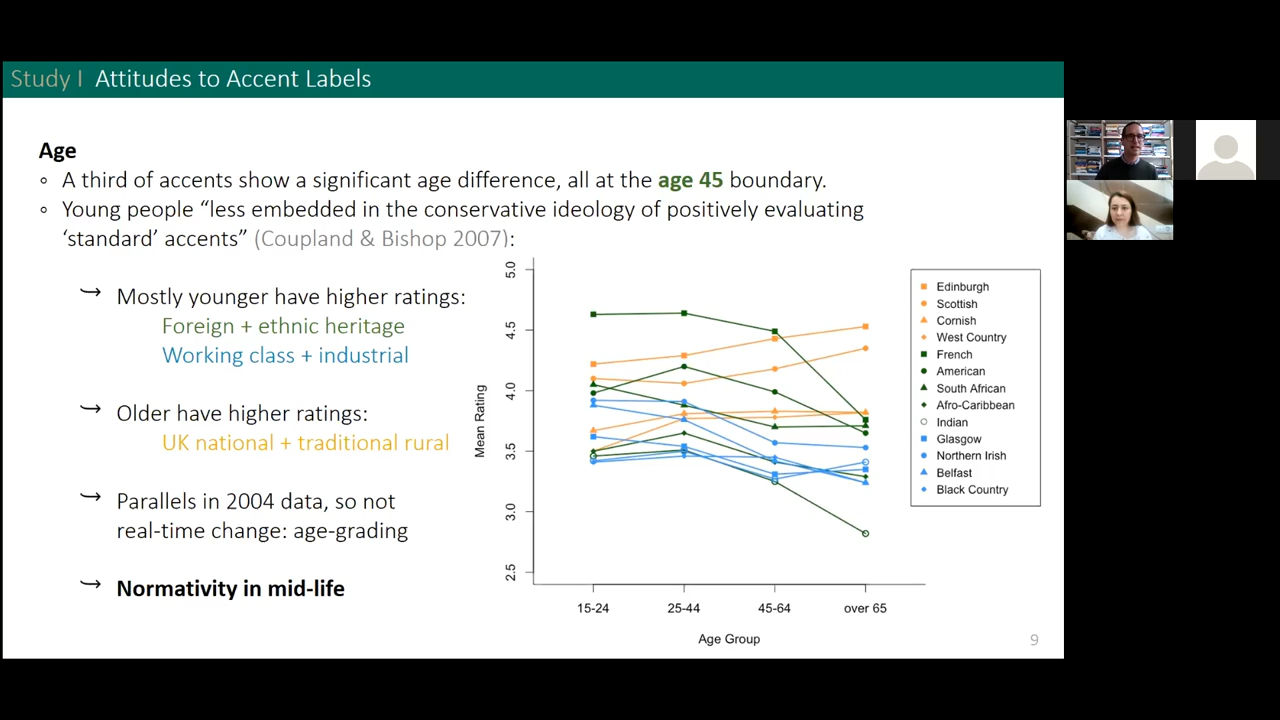 Study I Attitudes to Accent Labels
Age
◦ A third of accents show a significant age difference, all at the age 45 boundary.
◦ Young people “less embedded in the conservative ideology of positively evaluating
‘standard’ accents” (Coupland & Bishop 2007):
Mostly younger have higher ratings:
Foreign + ethnic heritage
Working class + industrial
Older have higher ratings:
UK national + traditional rural
Parallels in 2004 data, so not
real-time change: age-grading
Normativity in mid-life
Mean Rating
5.0
4.5
4.0
3.5
3.0
2.5
15-24 25-44 45-64 over 65
Age Group
Edinburgh
Scottish
Cornish
West Country
French
American
South African
Afro-Caribbean
Indian
Glasgow
Northern Irish
Belfast
Black Country
9